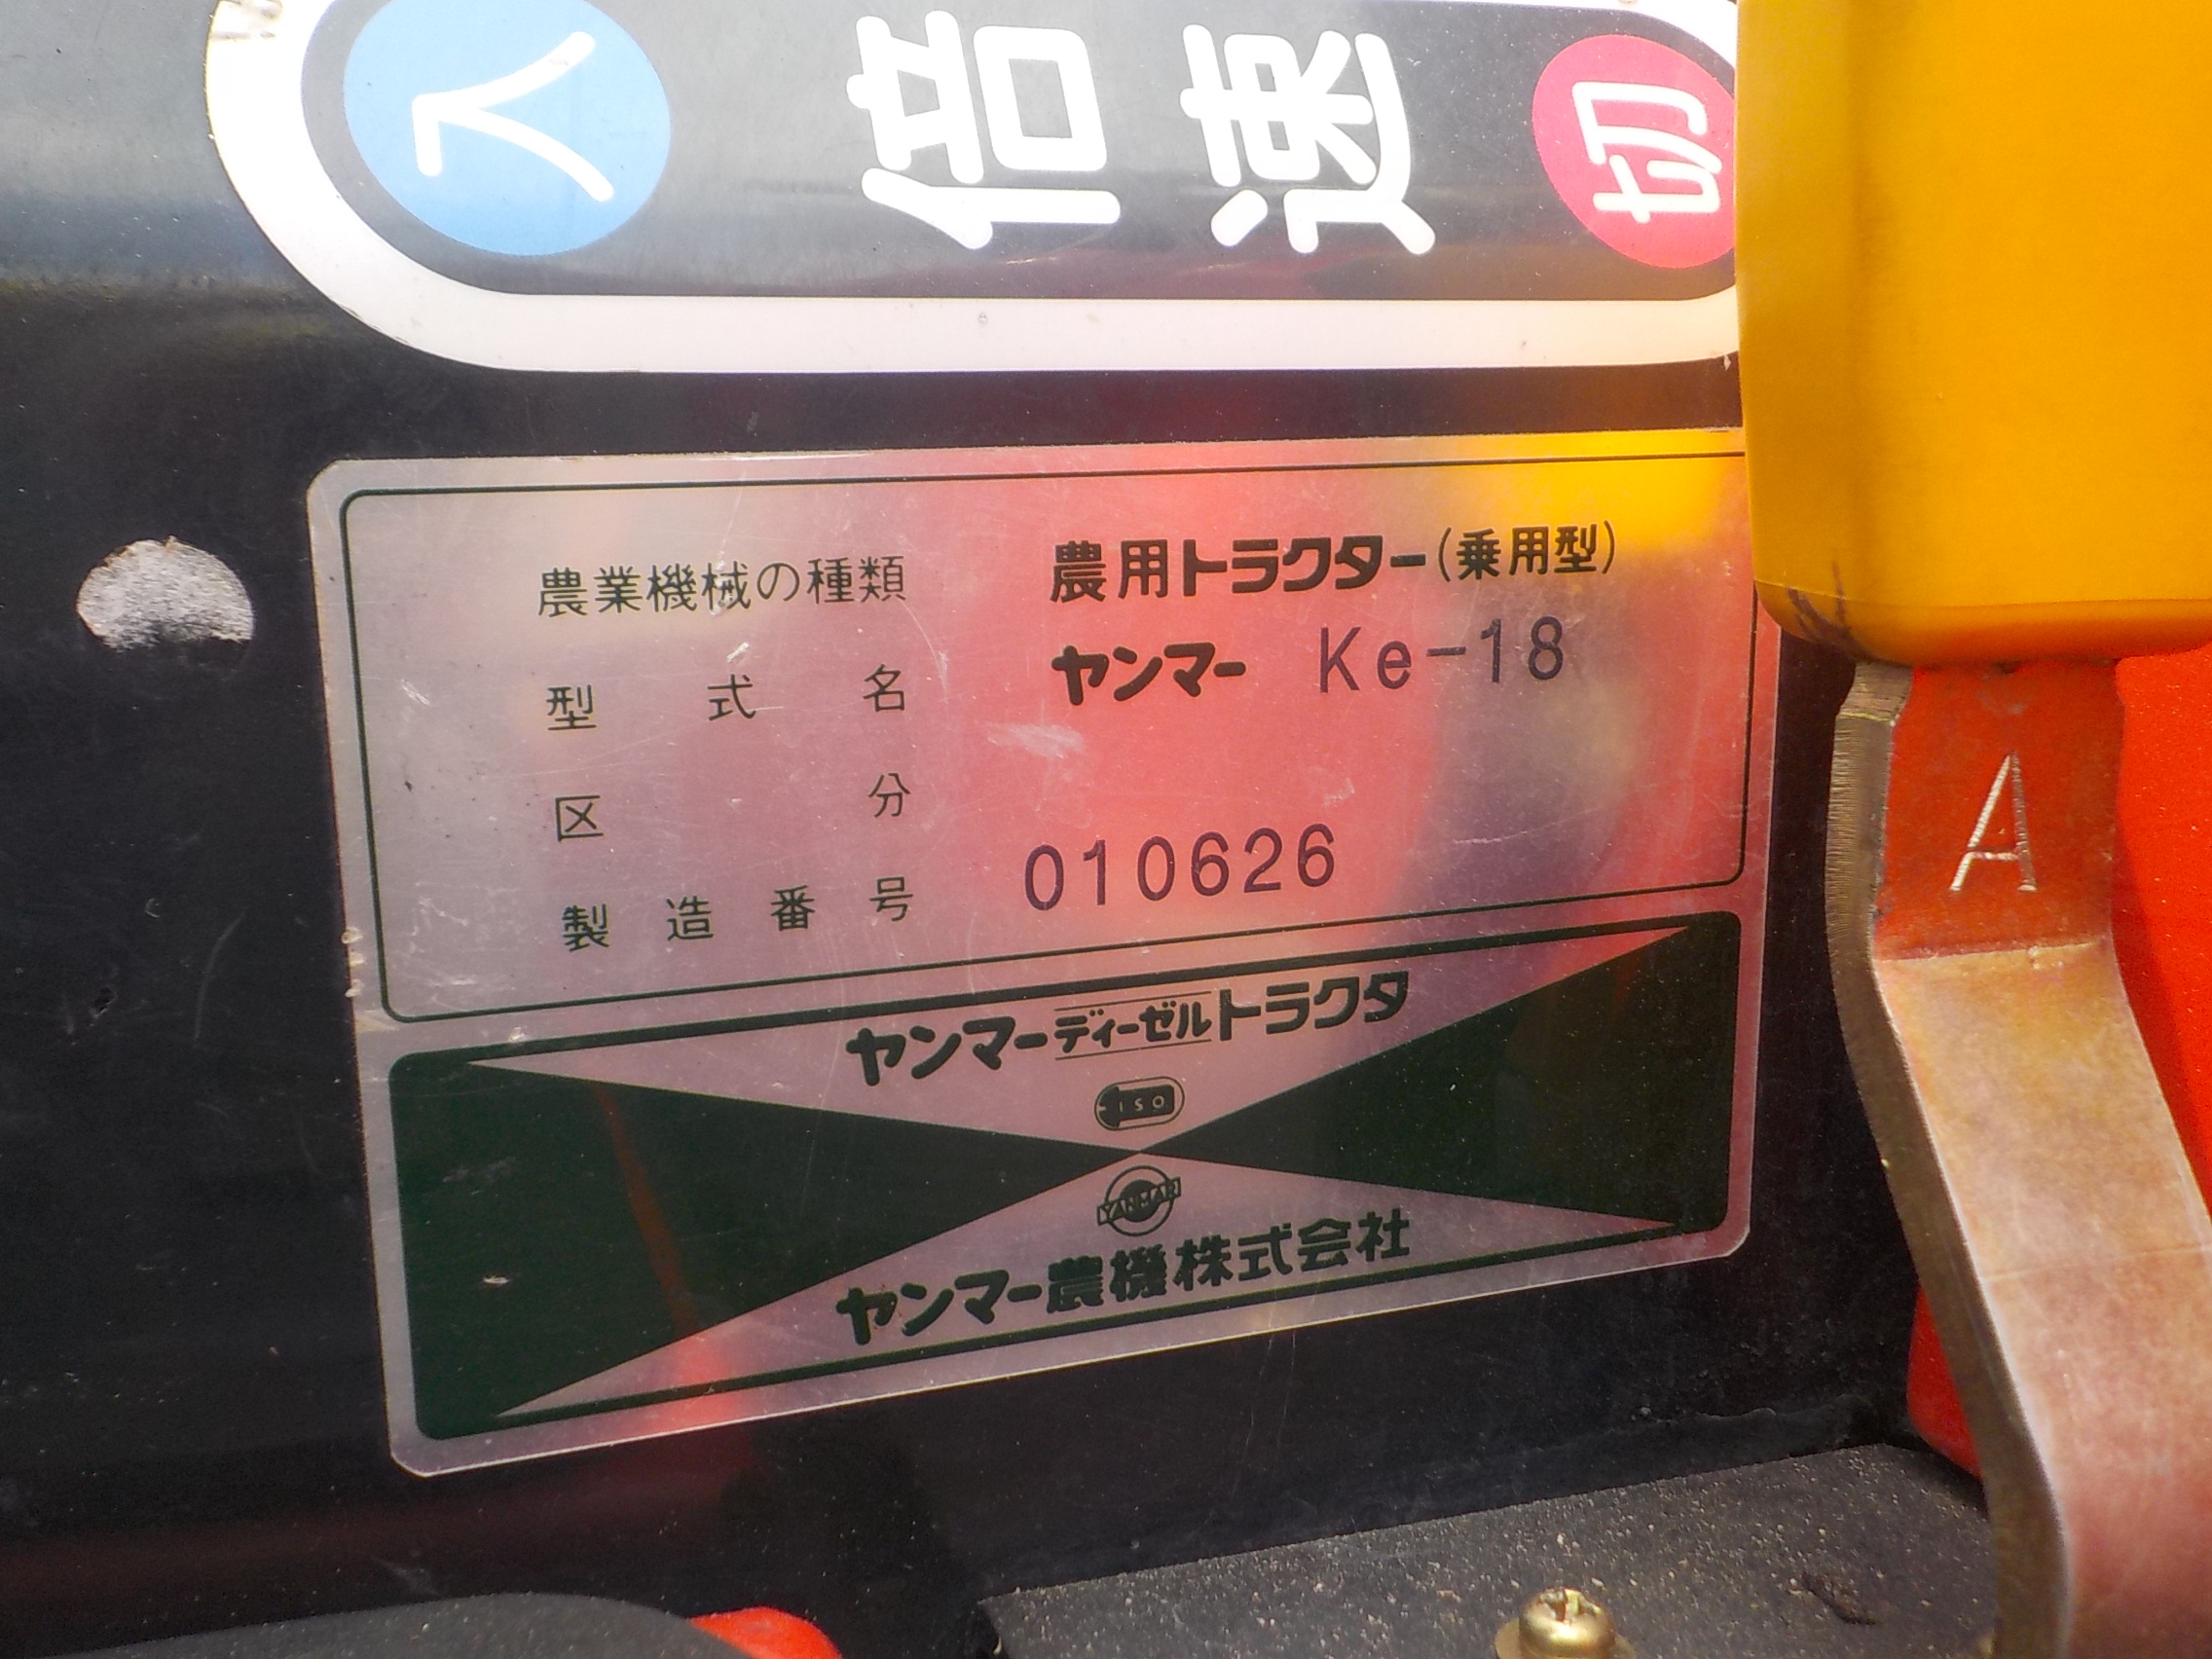 入 倍速 切
農業機械の種類 農用トラクター(乗用型)
型式名 ヤンマー Ke-18
区分
製造番号 010626
ヤンマーディーゼルトラクタ
ISO
YANMAR
ヤンマー農機株式会社
A